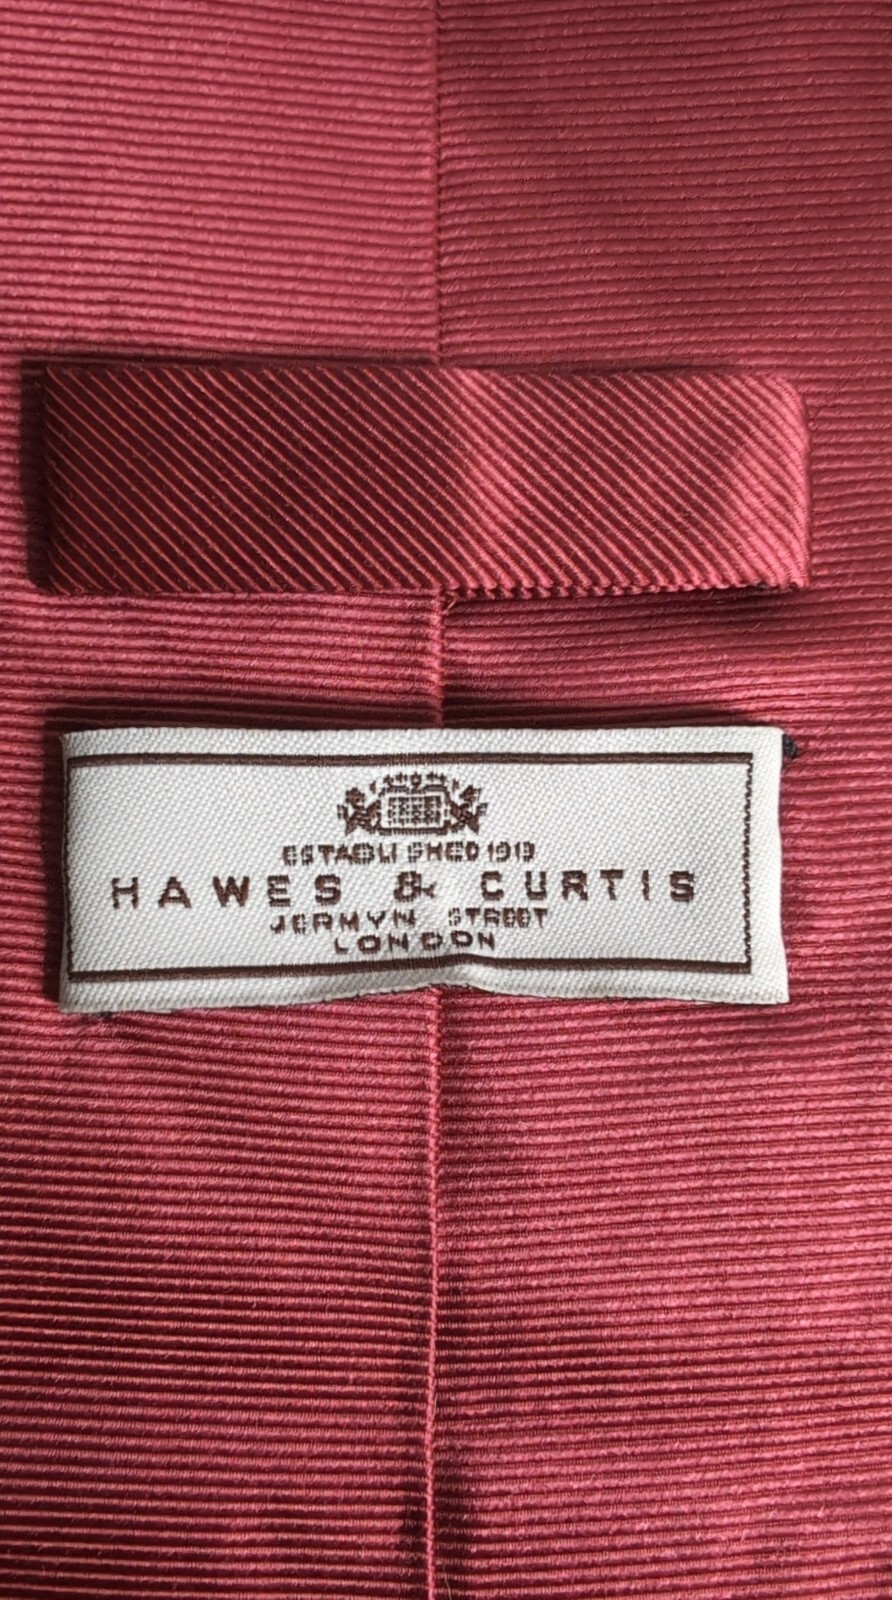 ESTABLISHED 1913
HAWES & CURTIS
JERMYN STREET
LONDON